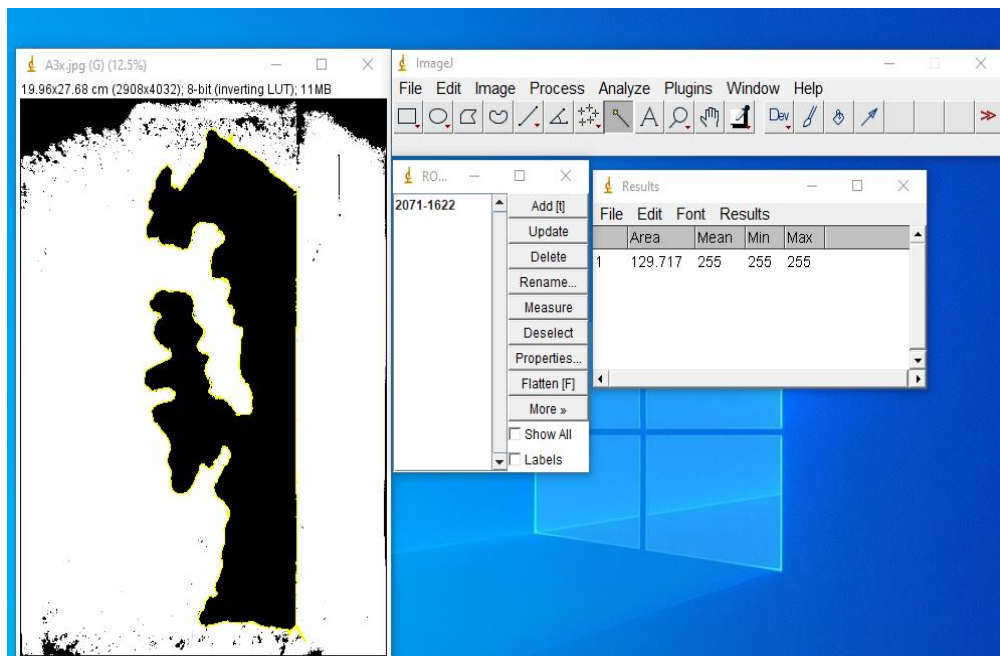 A3x.jpg (G) (12.5%)
19.96x27.68 cm (2908x4032); 8-bit (inverting LUT); 11MB
ImageJ
File Edit Image Process Analyze Plugins Window Help
A Dev
RO...
2071-1622
Add [t]
Update
Delete
Rename...
Measure
Deselect
Properties...
Flatten [F]
More »
Show All
Labels
Results
File Edit Font Results
Area Mean Min Max
1 129.717 255 255 255